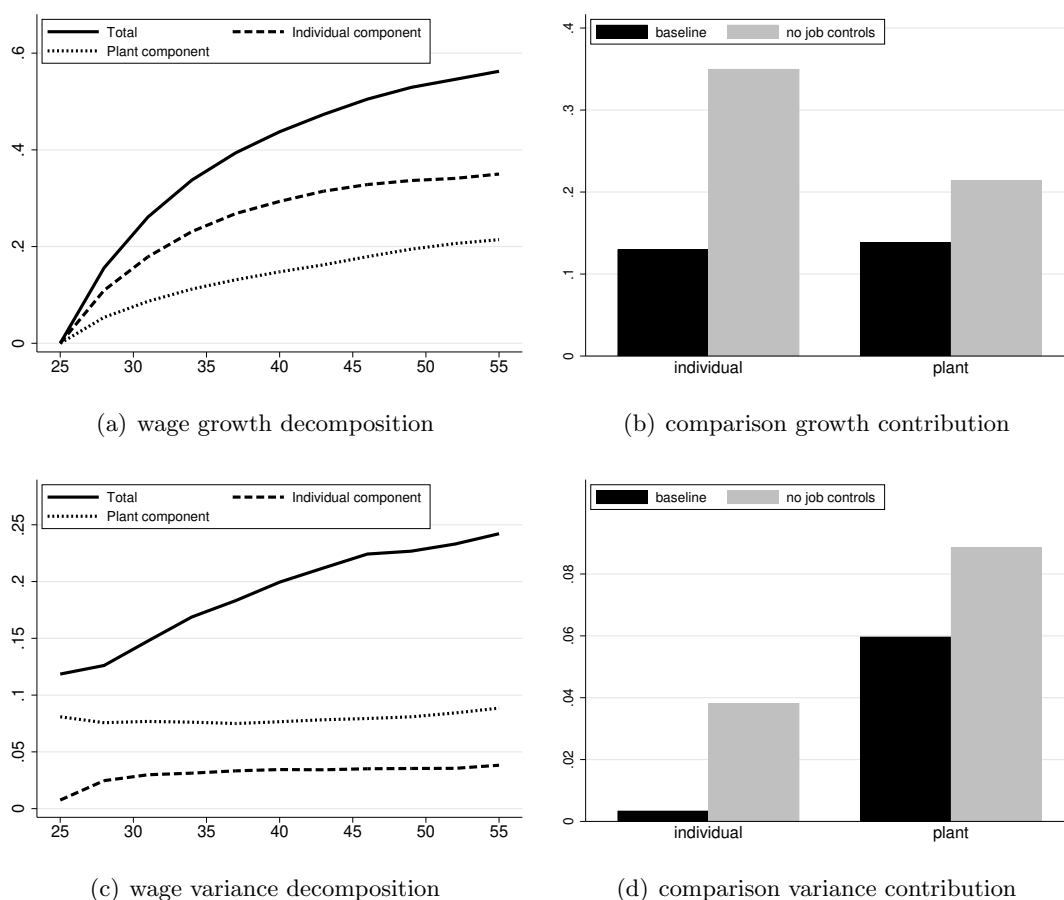 Total Individual component
Plant component
0 .2 .4 .6
25 30 35 40 45 50 55
(a) wage growth decomposition
baseline no job controls
0 .1 .2 .3 .4
individual plant
(b) comparison growth contribution
Total Individual component
Plant component
0 .05 .1 .15 .2 .25
25 30 35 40 45 50 55
(c) wage variance decomposition
baseline no job controls
0 .02 .04 .06 .08
individual plant
(d) comparison variance contribution